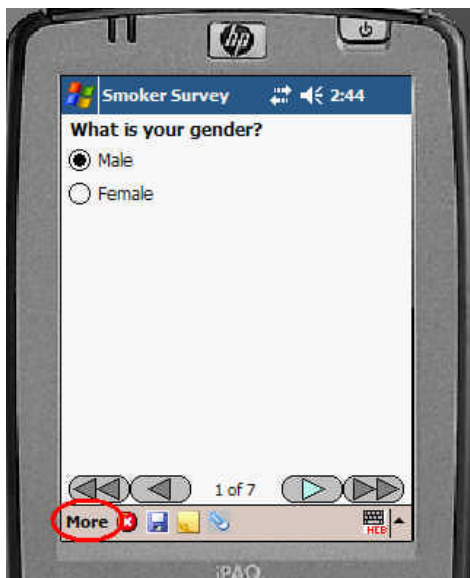 hp
Smoker Survey 2:44
What is your gender?
Male
Female
1 of 7
More HEB
iPAQ